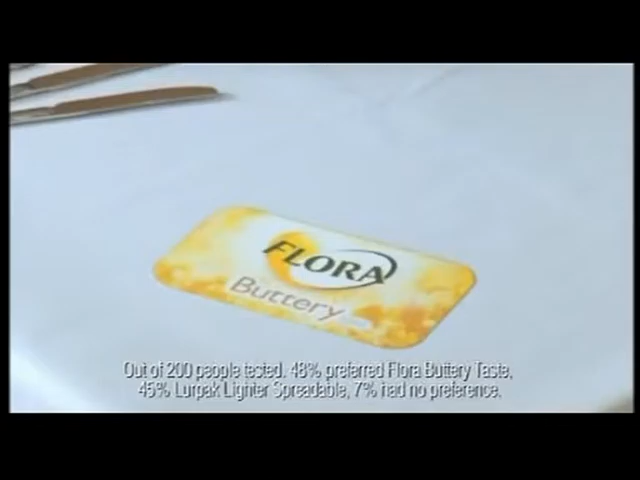 FLORA
Buttery
Out of 200 people tested. 48% preferred Flora Buttery Taste,
45% Lurpak Lighter Spreadable, 7% had no preference.